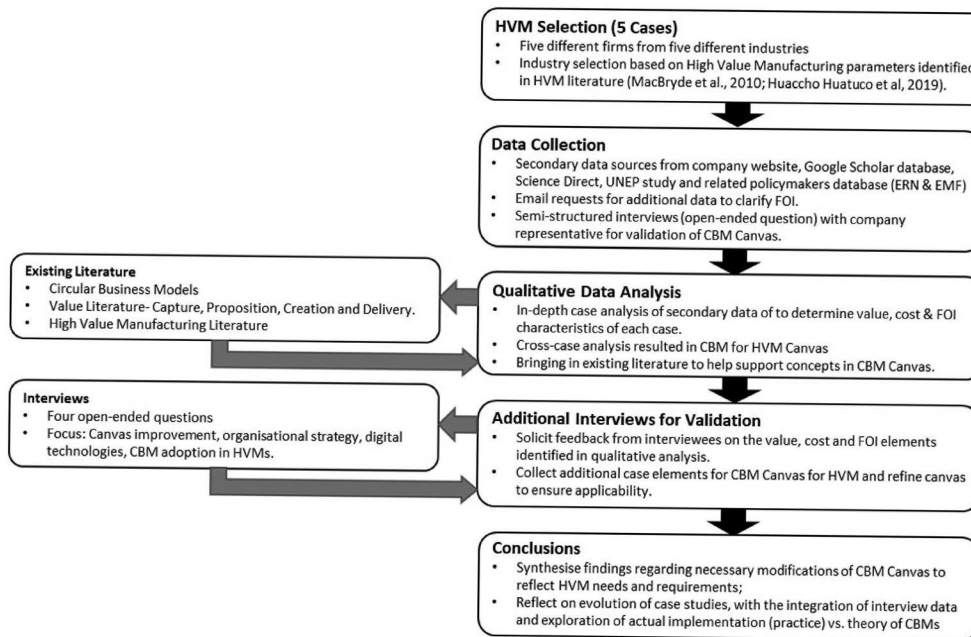 HVM Selection (5 Cases)
• Five different firms from five different industries
• Industry selection based on High Value Manufacturing parameters identified
in HVM literature (MacBryde et al., 2010; Huaccho Huatuco et al, 2019).
Data Collection
• Secondary data sources from company website, Google Scholar database,
Science Direct, UNEP study and related policymakers database (ERN & EMF)
• Email requests for additional data to clarify FOI.
• Semi-structured interviews (open-ended question) with company
representative for validation of CBM Canvas.
Existing Literature
• Circular Business Models
• Value Literature- Capture, Proposition, Creation and Delivery.
• High Value Manufacturing Literature
Qualitative Data Analysis
• In-depth case analysis of secondary data of to determine value, cost & FOI
characteristics of each case.
• Cross-case analysis resulted in CBM for HVM Canvas
• Bringing in existing literature to help support concepts in CBM Canvas.
Interviews
• Four open-ended questions
• Focus: Canvas improvement, organisational strategy, digital
technologies, CBM adoption in HVMs.
Additional Interviews for Validation
• Solicit feedback from interviewees on the value, cost and FOI elements
identified in qualitative analysis.
• Collect additional case elements for CBM Canvas for HVM and refine canvas
to ensure applicability.
Conclusions
• Synthesise findings regarding necessary modifications of CBM Canvas to
reflect HVM needs and requirements;
• Reflect on evolution of case studies, with the integration of interview data
and exploration of actual implementation (practice) vs. theory of CBMs